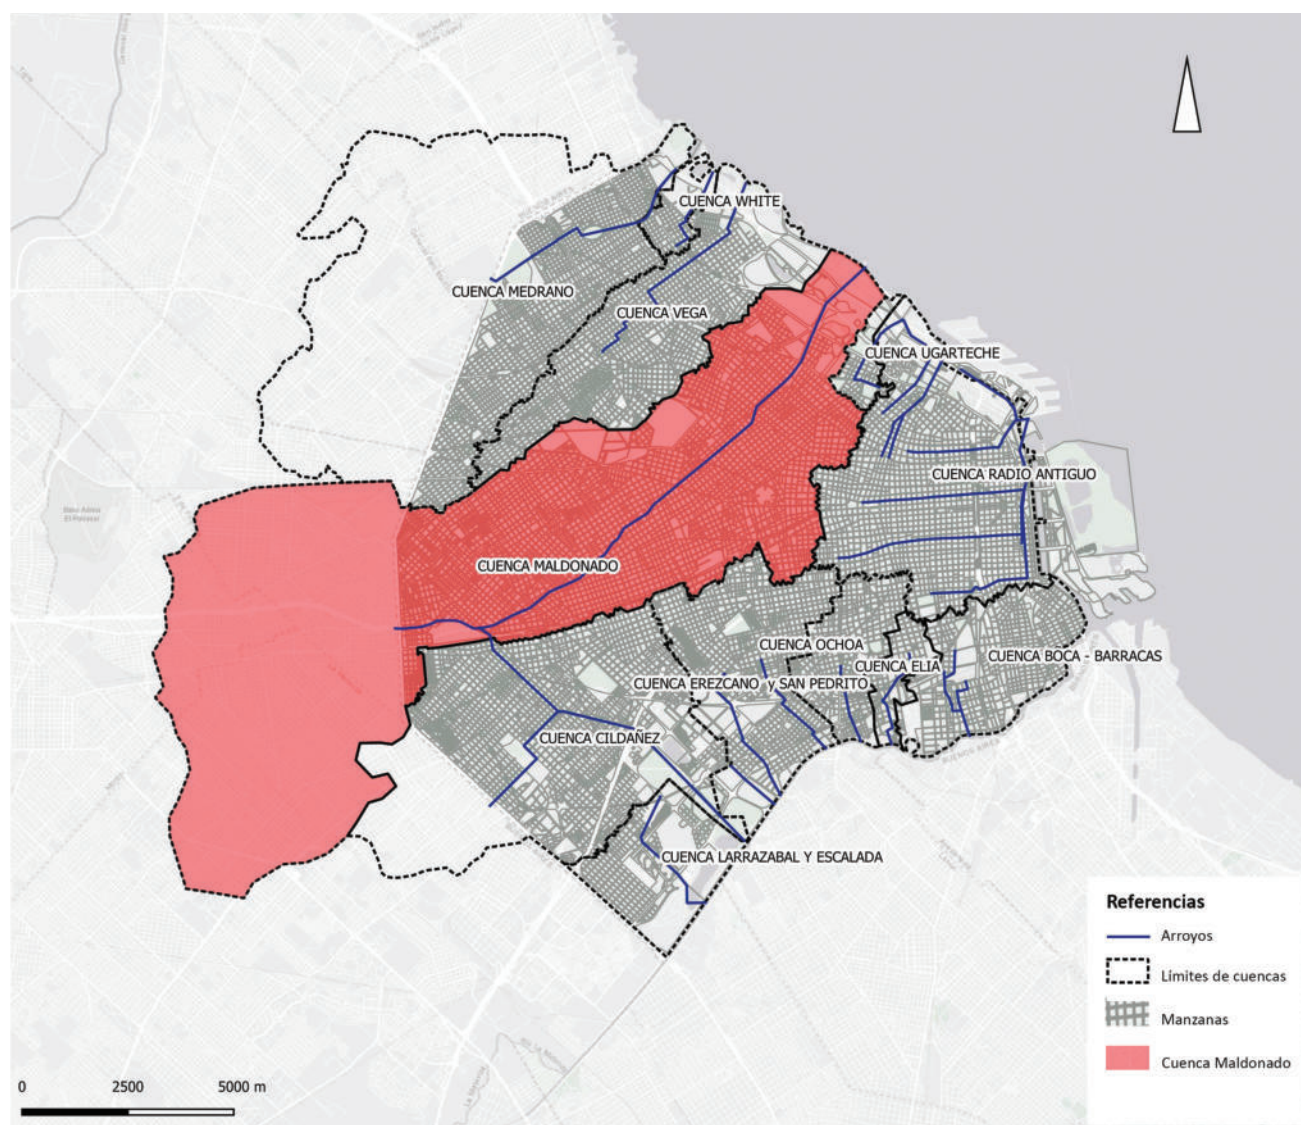 CUENCA WHITE
CUENCA MEDRANO
CUENCA VEGA
CUENCA UGARTECHE
CUENCA RADIO ANTIGUO
CUENCA MALDONADO
CUENCA OCHOA
CUENCA ELIA
CUENCA BOCA - BARRACAS
CUENCA EREZCANO y SAN PEDRITO
CUENCA CILDAÑEZ
CUENCA LARRAZABAL Y ESCALADA
BUENOS AIRES
Referencias
Arroyos
Límites de cuencas
Manzanas
Cuenca Maldonado
0 2500 5000 m